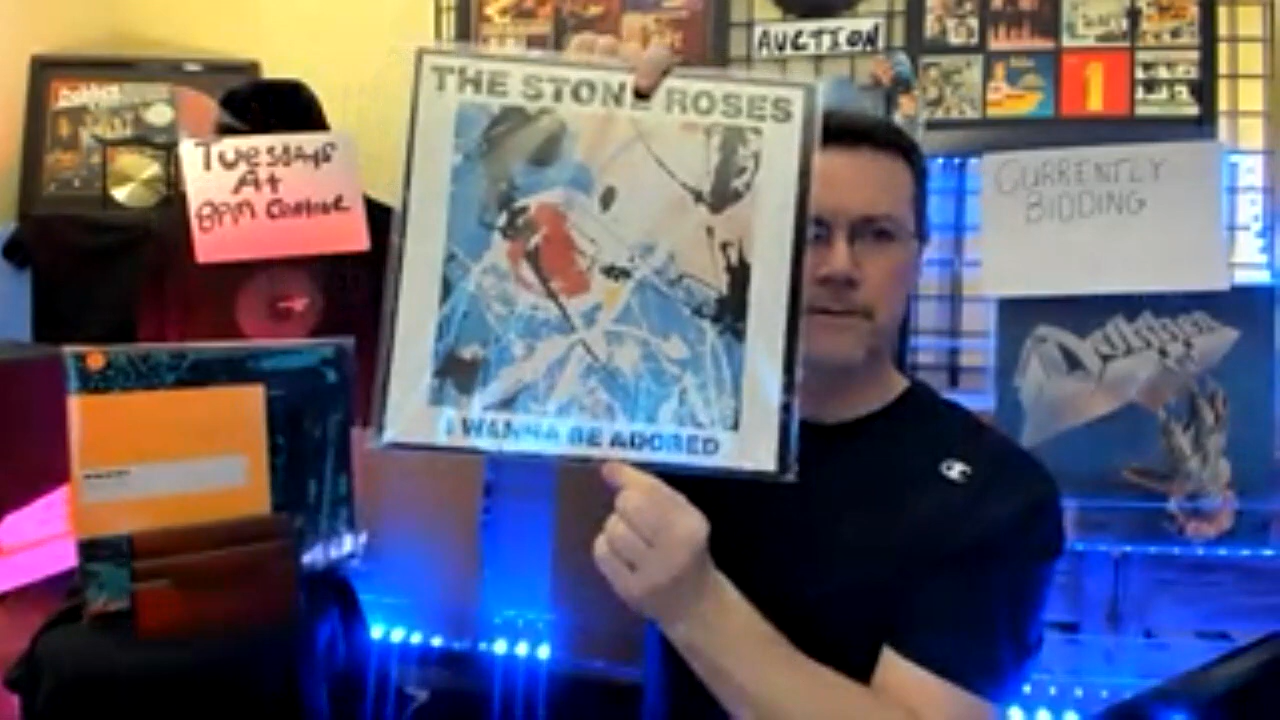 AUCTION
THE STONE ROSES
I WANNA BE ADORED
TUESDAYS
At
8PM
CURRENTLY
BIDDING
1